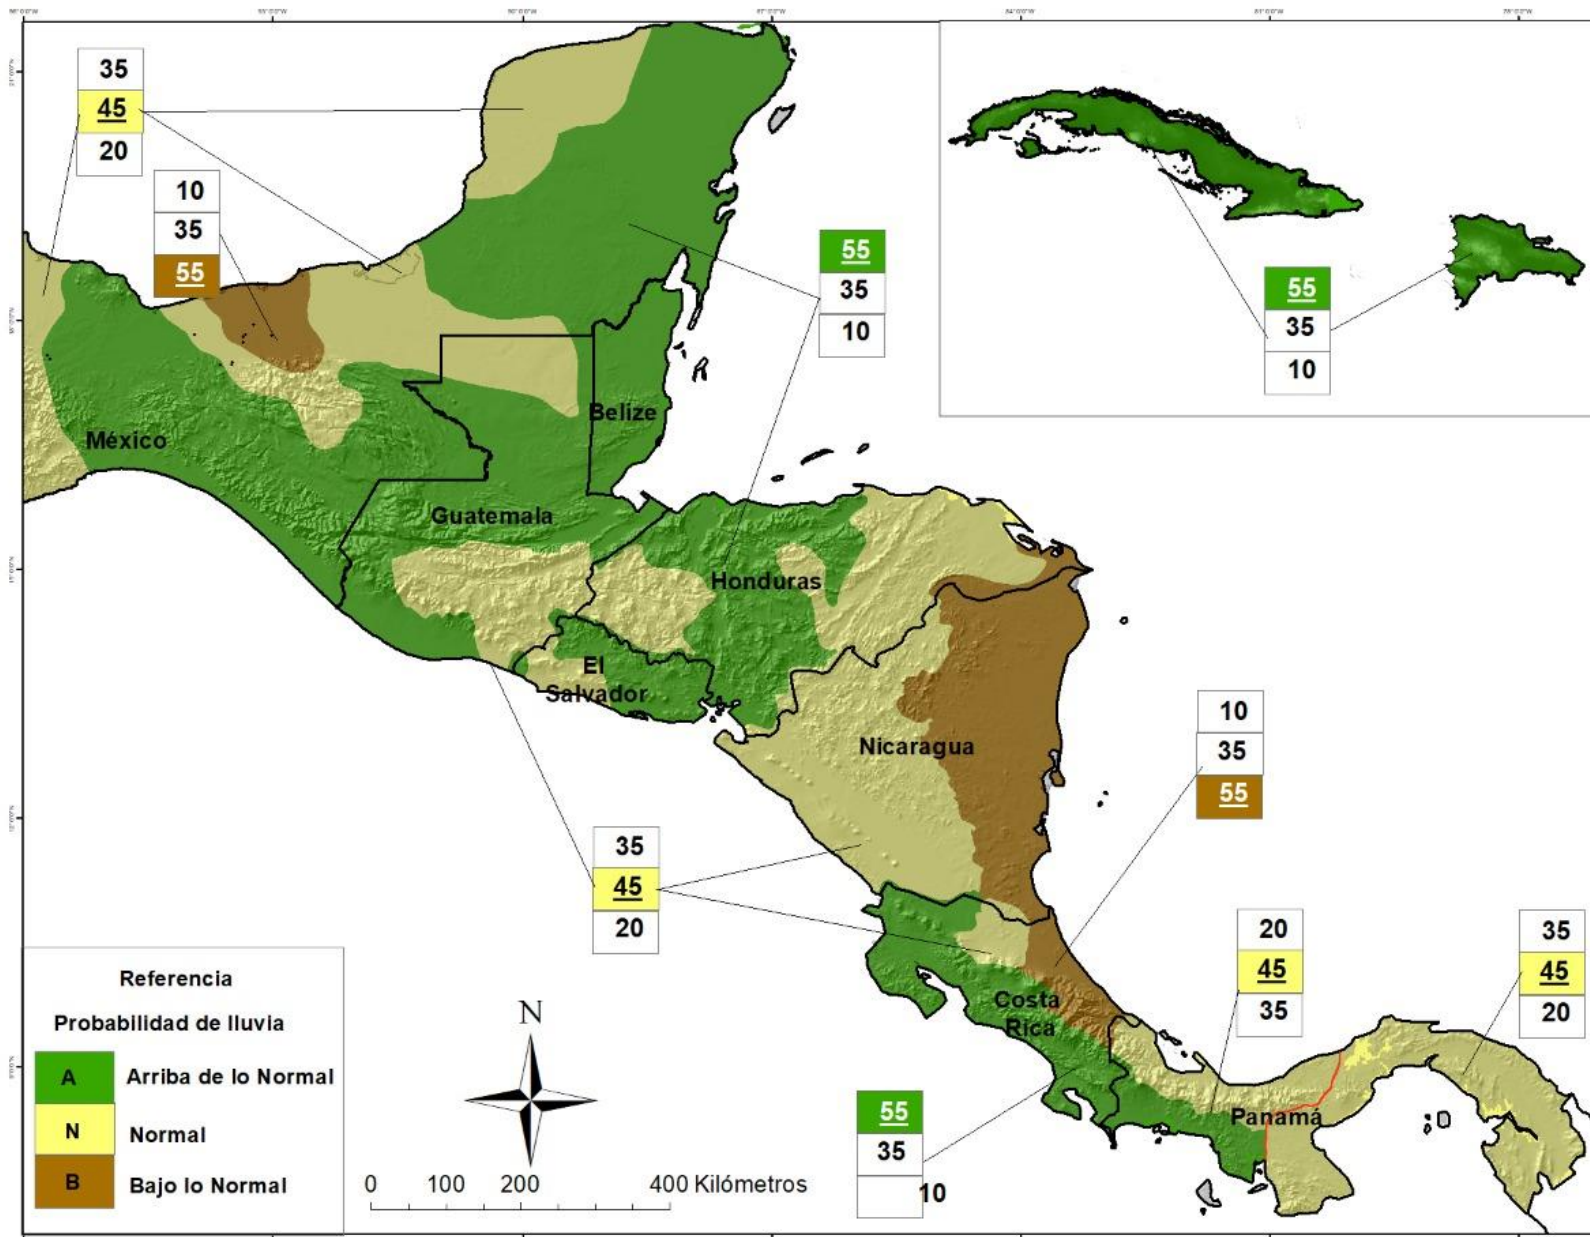 35
45
20
10
35
55
55
35
10
55
35
10
México
Belize
Guatemala
Honduras
El
Salvador
Nicaragua
10
35
55
35
45
20
20
45
35
35
45
20
Costa
Rica
Panamá
55
35
10
Referencia
Probabilidad de lluvia
A Arriba de lo Normal
N Normal
B Bajo lo Normal
N
0 100 200 400 Kilómetros